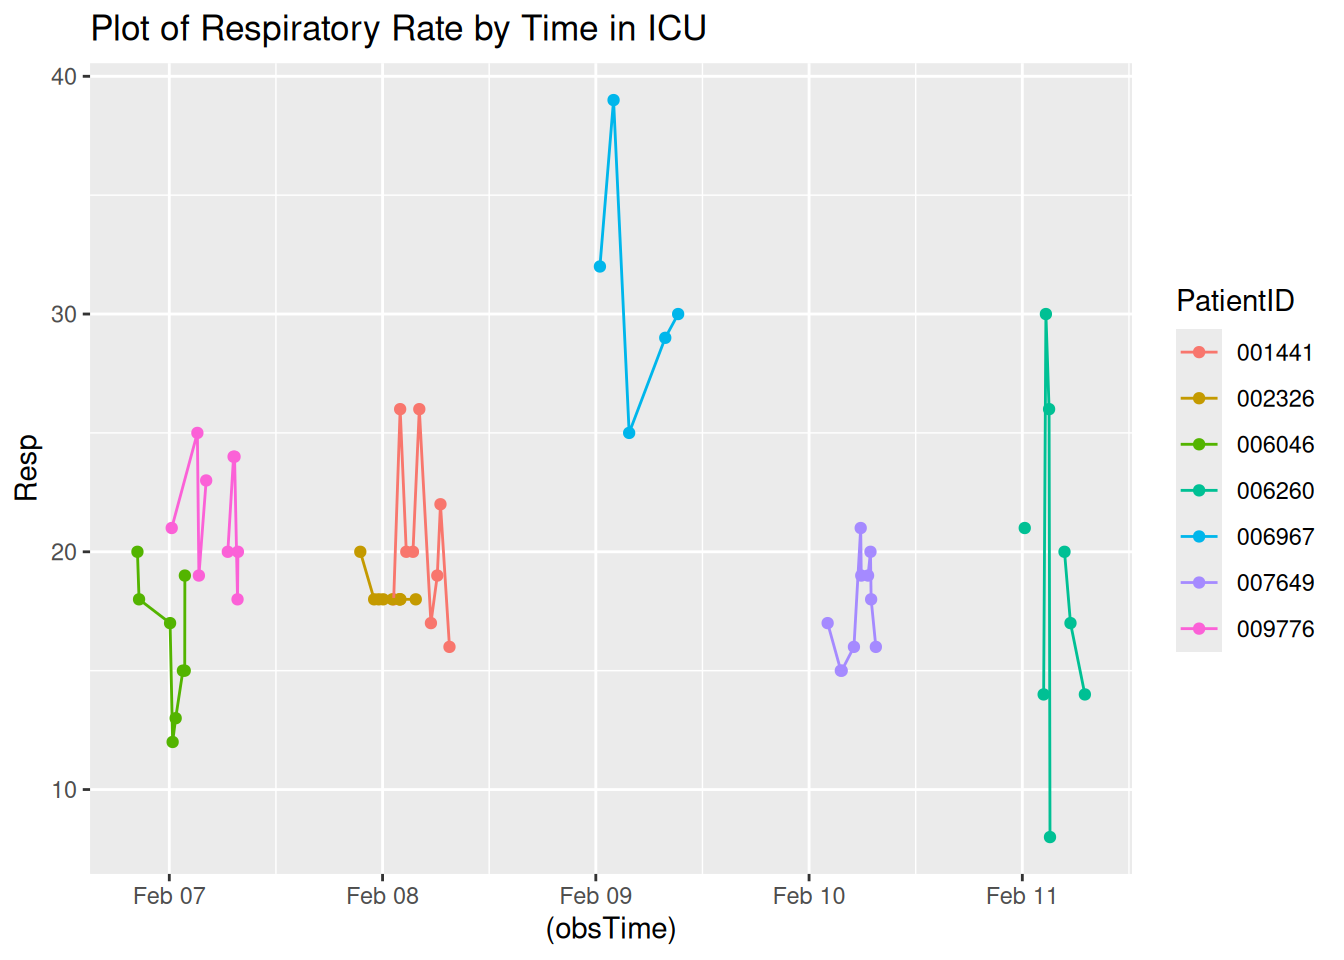 Plot of Respiratory Rate by Time in ICU
40
30
20
10
Resp
Feb 07
Feb 08
Feb 09
Feb 10
Feb 11
(obsTime)
PatientID
001441
002326
006046
006260
006967
007649
009776